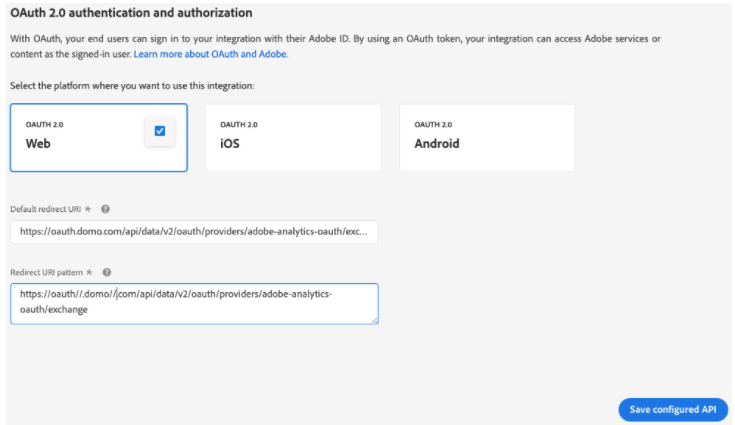 OAuth 2.0 authentication and authorization
With OAuth, your end users can sign in to your integration with their Adobe ID. By using an OAuth token, your integration can access Adobe services or
content as the signed-in user. Learn more about OAuth and Adobe.
Select the platform where you want to use this integration:
OAUTH 2.0
Web
OAUTH 2.0
iOS
OAUTH 2.0
Android
Default redirect URI * ?
https://oauth.domo.com/api/data/v2/oauth/providers/adobe-analytics-oauth/exc...
Redirect URI pattern * ?
https://oauth//.domo//.com/api/data/v2/oauth/providers/adobe-analytics-
oauth/exchange
Save configured API